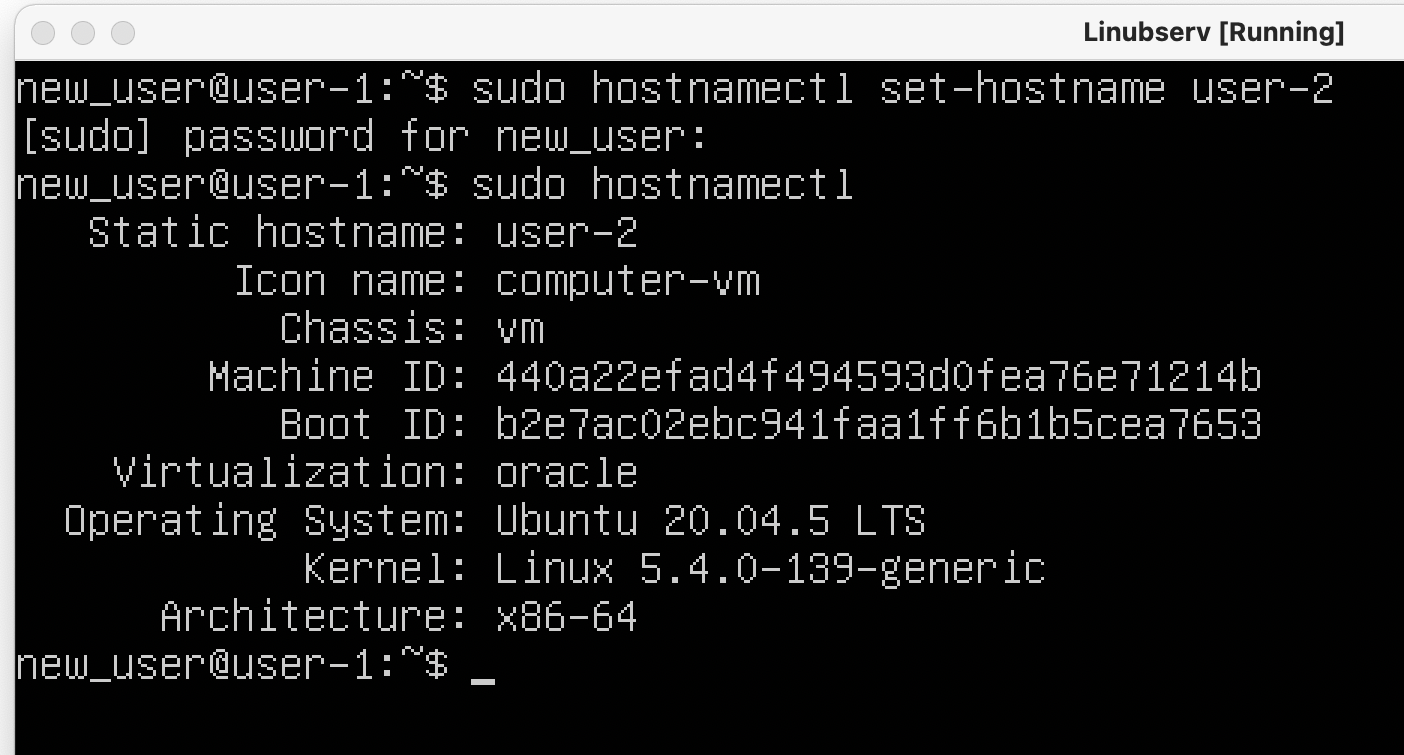 Linubserv [Running]
new_user@user-1:~$ sudo hostnamectl set-hostname user-2
[sudo] password for new_user:
new_user@user-1:~$ sudo hostnamectl
Static hostname: user-2
Icon name: computer-vm
Chassis: vm
Machine ID: 440a22efad4f494593d0fea76e71214b
Boot ID: b2e7ac02ebc941faa1ff6b1b5cea7653
Virtualization: oracle
Operating System: Ubuntu 20.04.5 LTS
Kernel: Linux 5.4.0-139-generic
Architecture: x86-64
new_user@user-1:~$ _